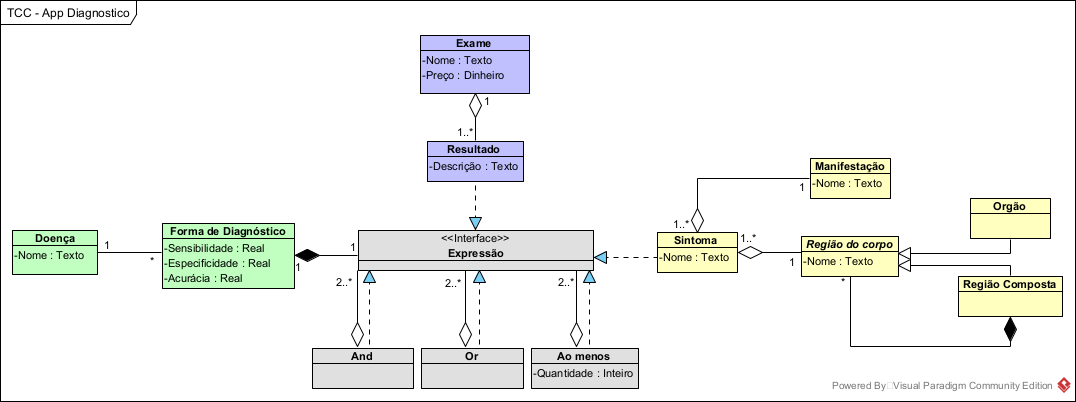 TCC - App Diagnostico
Exame
-Nome : Texto
-Preço : Dinheiro
1
1..*
Resultado
-Descrição : Texto
Manifestação
-Nome : Texto
1
1..*
Orgão
Doença
-Nome : Texto
1
*
Forma de Diagnóstico
-Sensibilidade : Real
-Especificidade : Real
-Acurácia : Real
1
1
<<Interface>>
Expressão
Sintoma
-Nome : Texto
1..*
1
Região do corpo
-Nome : Texto
*
Região Composta
2..*
2..*
2..*
And
Or
Ao menos
-Quantidade : Inteiro
Powered By Visual Paradigm Community Edition